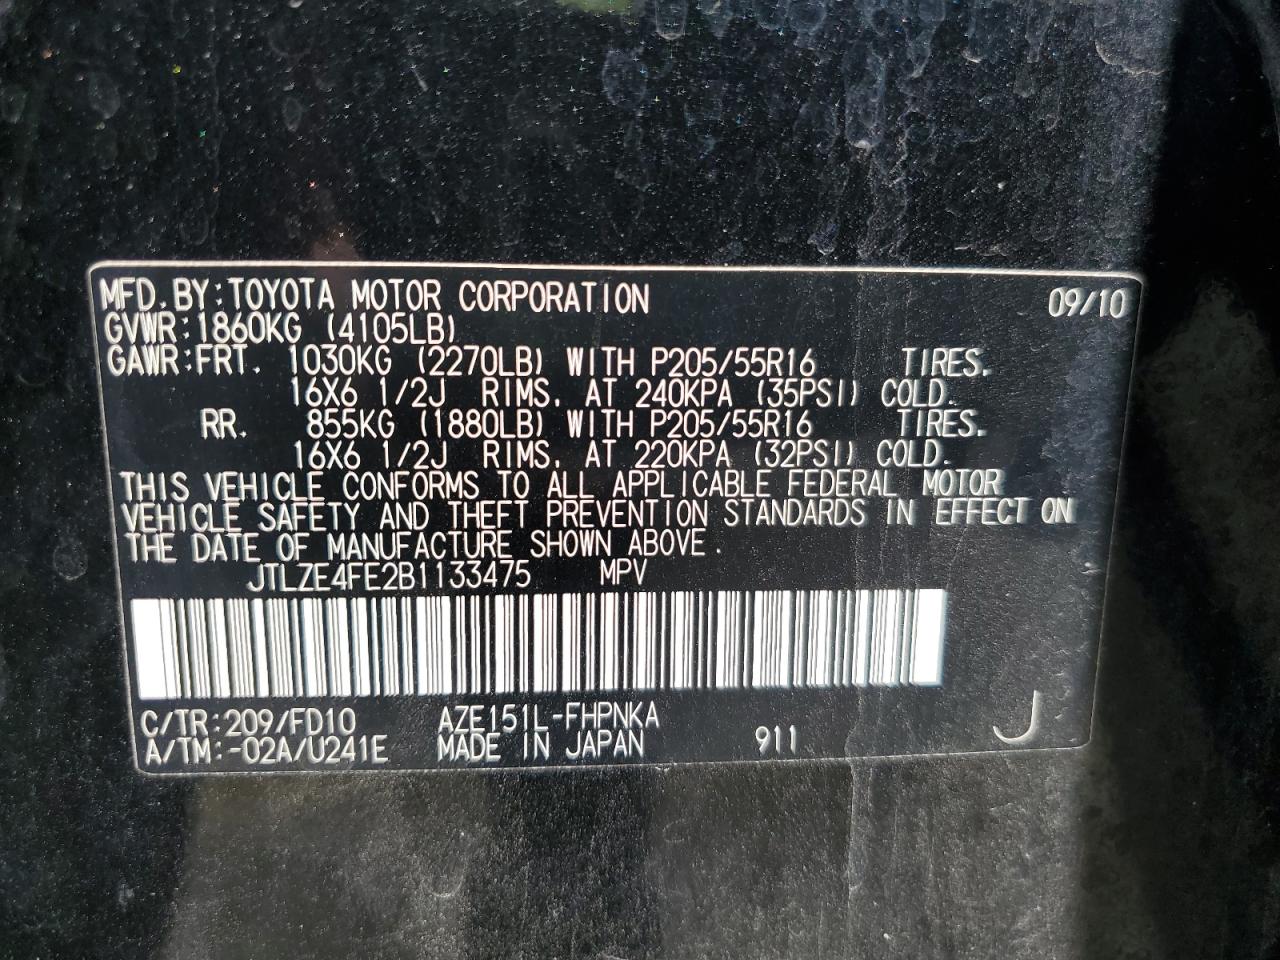 MFD.BY:TOYOTA MOTOR CORPORATION 09/10
GVWR:1860KG (4105LB)
GAWR:FRT. 1030KG (2270LB) WITH P205/55R16 TIRES.
16X6 1/2J RIMS, AT 240KPA (35PSI) COLD.
RR. 855KG (1880LB) WITH P205/55R16 TIRES.
16X6 1/2J RIMS, AT 220KPA (32PSI) COLD.
THIS VEHICLE CONFORMS TO ALL APPLICABLE FEDERAL MOTOR
VEHICLE SAFETY AND THEFT PREVENTION STANDARDS IN EFFECT ON
THE DATE OF MANUFACTURE SHOWN ABOVE.
JTLZE4FE2B1133475 MPV
C/TR:209/FD10 AZE151L-FHPNKA J
A/TM:-02A/U241E MADE IN JAPAN 911